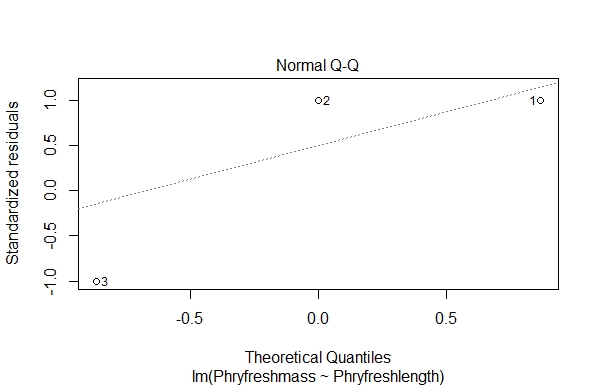 Normal Q-Q
Standardized residuals
1.0
0.5
0.0
-0.5
-1.0
2
1
3
-0.5
0.0
0.5
Theoretical Quantiles
lm(Phryfreshmass ~ Phryfreshlength)